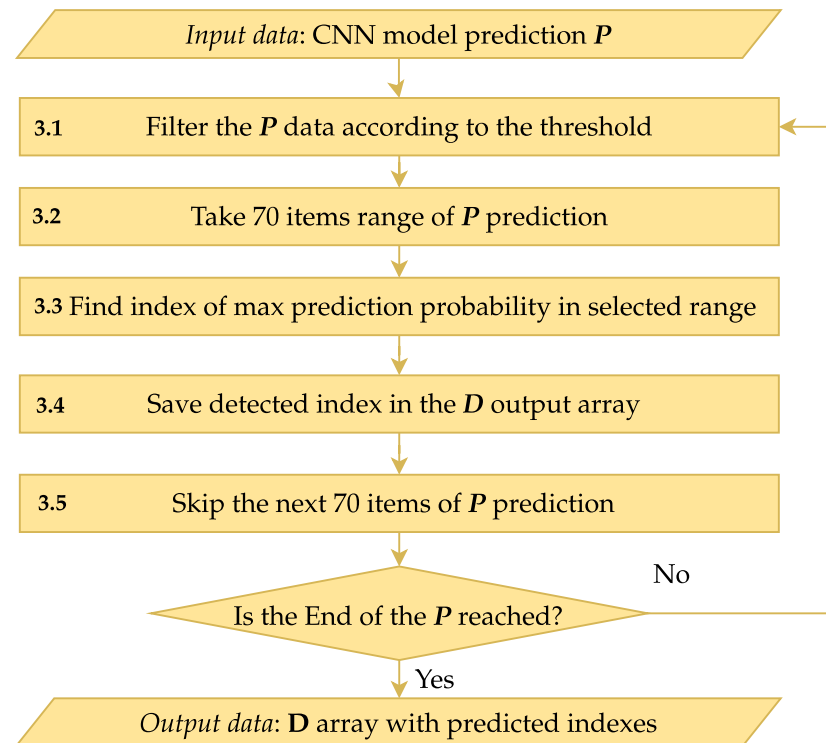 Input data: CNN model prediction P
3.1 Filter the P data according to the threshold
3.2 Take 70 items range of P prediction
3.3 Find index of max prediction probability in selected range
3.4 Save detected index in the D output array
3.5 Skip the next 70 items of P prediction
No
Is the End of the P reached?
Yes
Output data: D array with predicted indexes